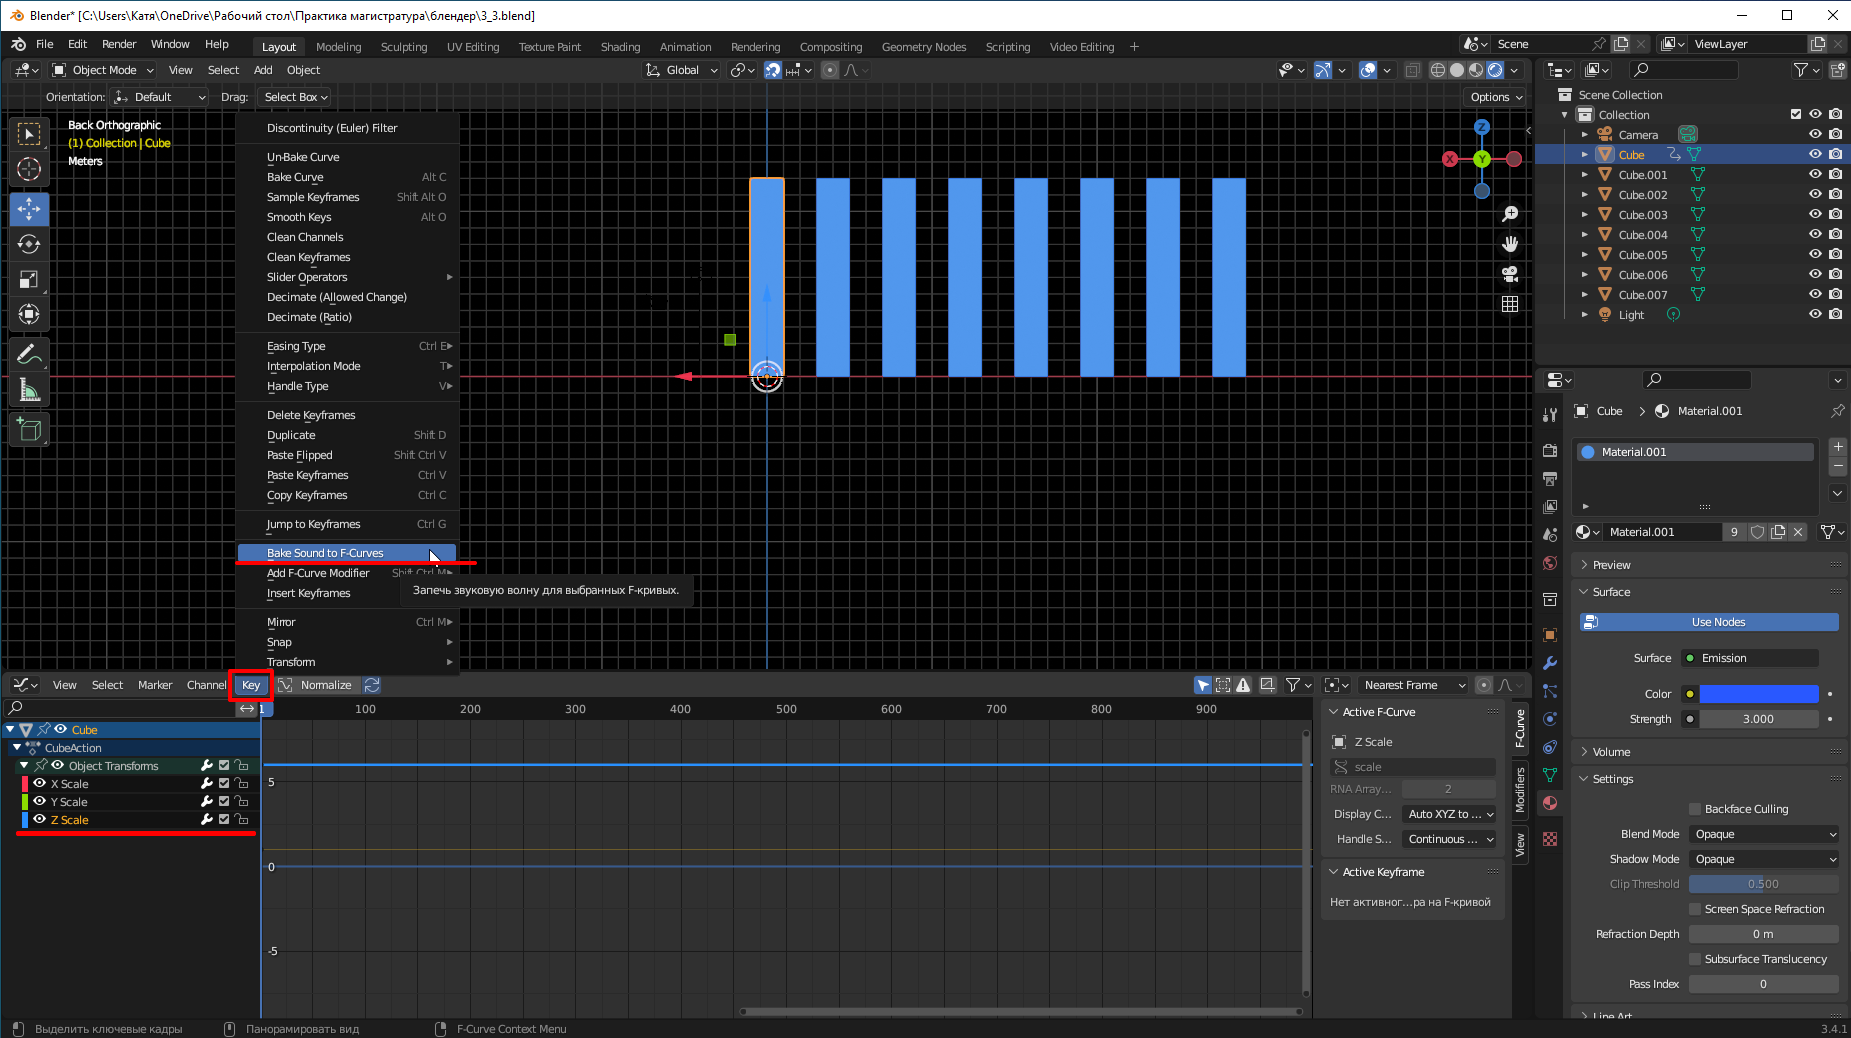 Blender* [C:\Users\Катя\OneDrive\Рабочий стол\Практика магистратура\блендер\3_3.blend]
File Edit Render Window Help Layout Modeling Sculpting UV Editing Texture Paint Shading Animation Rendering Compositing Geometry Nodes Scripting Video Editing + Scene ViewLayer
Object Mode View Select Add Object Global
Orientation: Default Drag: Select Box Options
Back Orthographic
(1) Collection | Cube
Meters
Z
X
Y
Discontinuity (Euler) Filter
Un-Bake Curve
Bake Curve Alt C
Sample Keyframes Shift Alt O
Smooth Keys Alt O
Clean Channels
Clean Keyframes
Slider Operators
Decimate (Allowed Change)
Decimate (Ratio)
Easing Type Ctrl E
Interpolation Mode T
Handle Type V
Delete Keyframes
Duplicate Shift D
Paste Flipped Shift Ctrl V
Paste Keyframes Ctrl V
Copy Keyframes Ctrl C
Jump to Keyframes Ctrl G
Bake Sound to F-Curves
Add F-Curve Modifier Shift Ctrl M
Insert Keyframes
Запечь звуковую волну для выбранных F-кривых.
Mirror Ctrl M
Snap
Transform
Scene Collection
Collection
Camera
Cube
Cube.001
Cube.002
Cube.003
Cube.004
Cube.005
Cube.006
Cube.007
Light
Cube Material.001
Material.001
Material.001 9
Preview
Surface
Use Nodes
Surface Emission
Color
Strength 3.000
Volume
Settings
Backface Culling
Blend Mode Opaque
Shadow Mode Opaque
Clip Threshold 0.500
Screen Space Refraction
Refraction Depth 0 m
Subsurface Translucency
Pass Index 0
Line Art
View Select Marker Channel Key Normalize Nearest Frame
1 100 200 300 400 500 600 700 800 900
Cube
CubeAction
Object Transforms
X Scale
Y Scale
Z Scale
5
0
-5
Active F-Curve
Z Scale
scale
RNA Array... 2
Display C... Auto XYZ to ...
Handle S... Continuous ...
Active Keyframe
Нет активног...ра на F-кривой
F-Curve
Modifiers
View
Выделить ключевые кадры Панорамировать вид F-Curve Context Menu 3.4.1